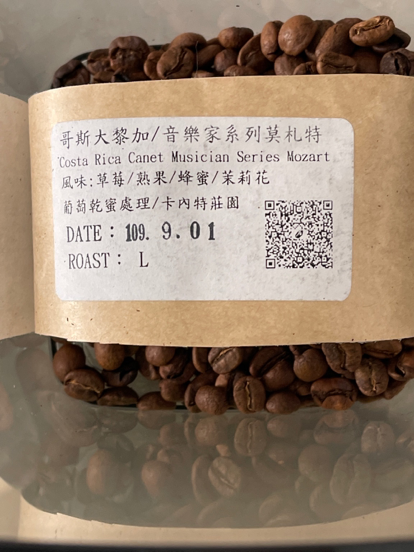 哥斯大黎加/音樂家系列莫札特
Costa Rica Canet Musician Series Mozart
風味:草莓/熟果/蜂蜜/茉莉花
葡萄乾蜜處理/卡內特莊園
DATE: 109. 9. 01
ROAST: L